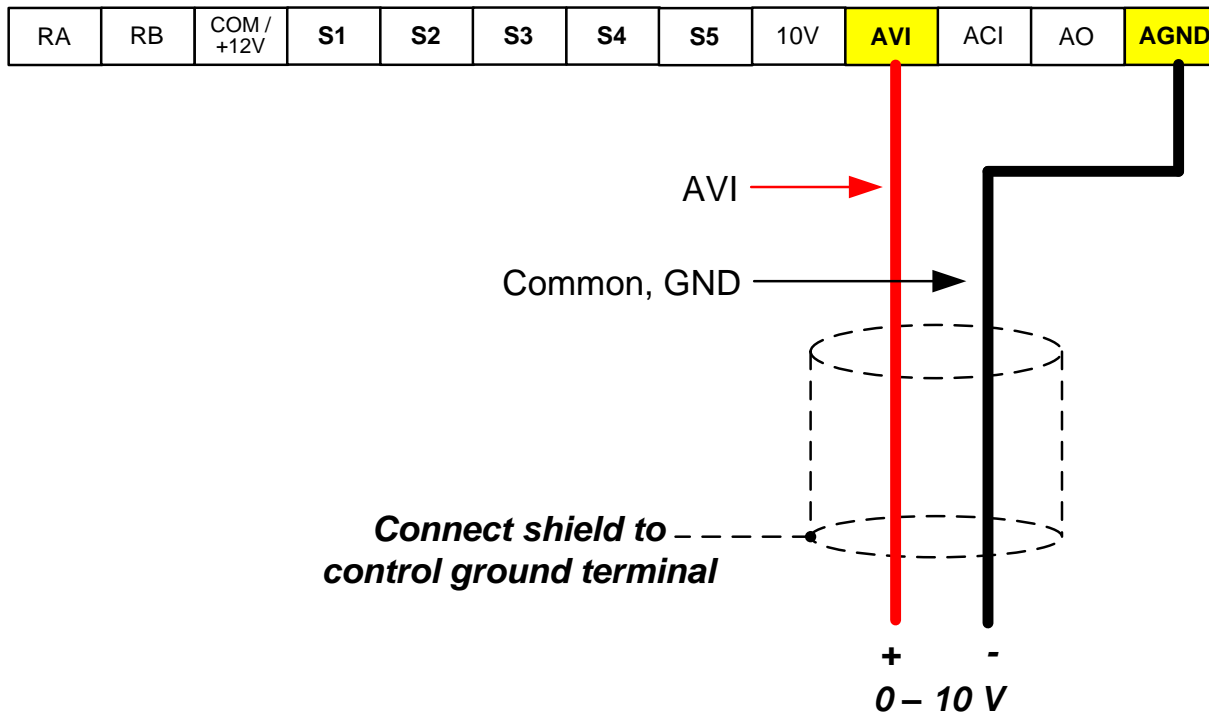 RA RB COM / +12V S1 S2 S3 S4 S5 10V AVI ACI AO AGND
AVI
Common, GND
Connect shield to
control ground terminal
+ -
0 – 10 V